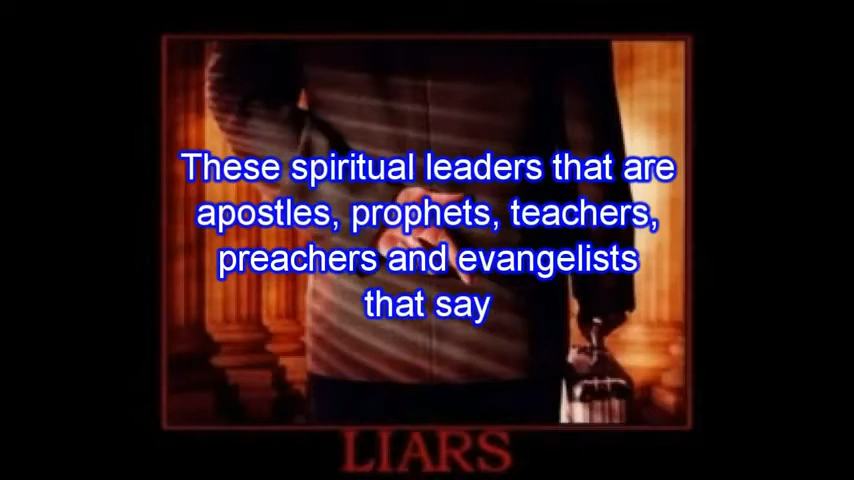 These spiritual leaders that are
apostles, prophets, teachers,
preachers and evangelists
that say
LIARS